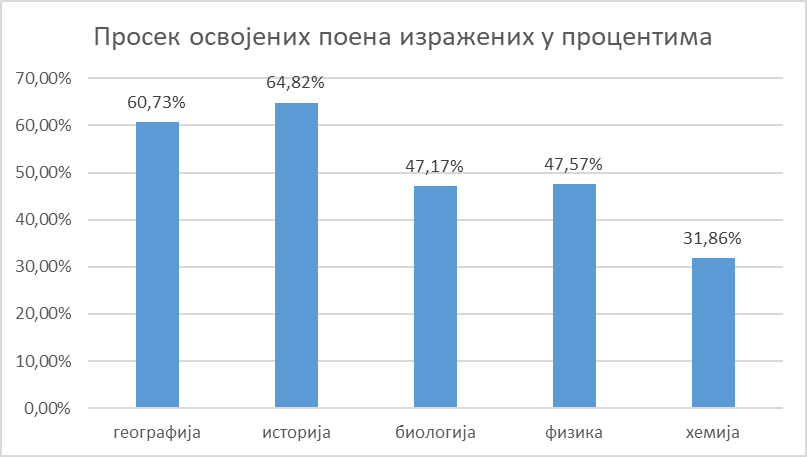 Просек освојених поена изражених у процентима
70,00%
60,00%
50,00%
40,00%
30,00%
20,00%
10,00%
0,00%
60,73%
64,82%
47,17%
47,57%
31,86%
географија
историја
биологија
физика
хемија